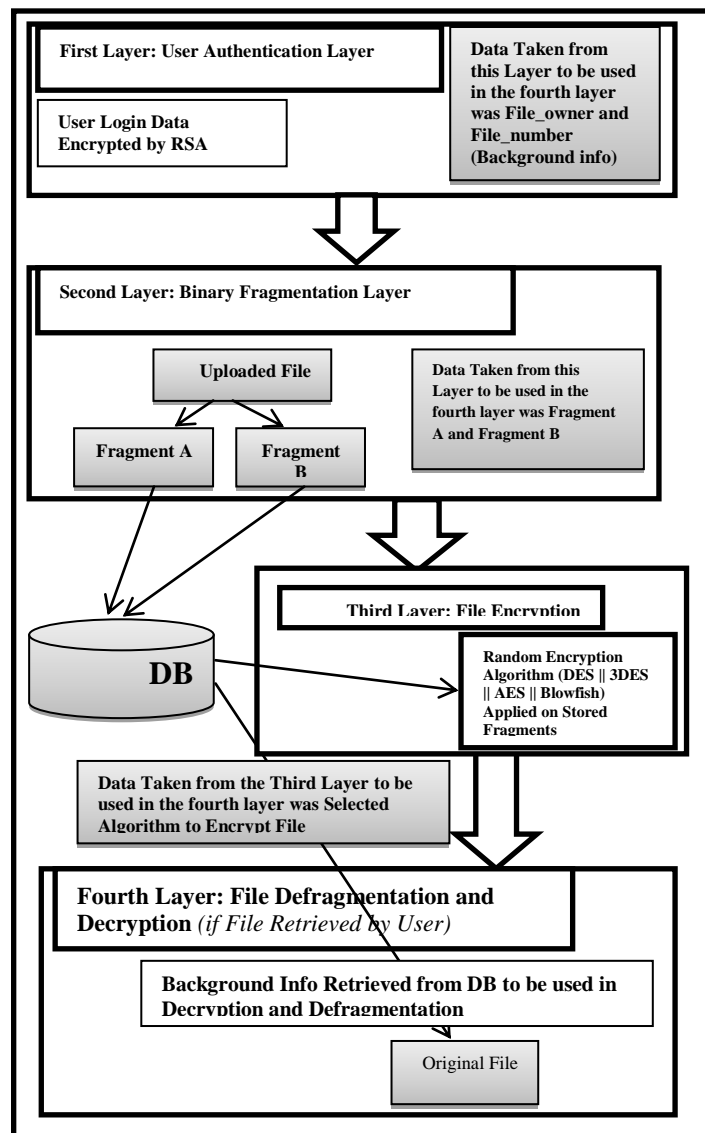 First Layer: User Authentication Layer
Data Taken from
this Layer to be used
in the fourth layer
was File_owner and
File_number
(Background info)
User Login Data
Encrypted by RSA
Second Layer: Binary Fragmentation Layer
Uploaded File
Data Taken from this
Layer to be used in the
fourth layer was Fragment
A and Fragment B
Fragment A
Fragment
B
Third Layer: File Encryption
DB
Random Encryption
Algorithm (DES || 3DES
|| AES || Blowfish)
Applied on Stored
Fragments
Data Taken from the Third Layer to be
used in the fourth layer was Selected
Algorithm to Encrypt File
Fourth Layer: File Defragmentation and
Decryption (if File Retrieved by User)
Background Info Retrieved from DB to be used in
Decryption and Defragmentation
Original File